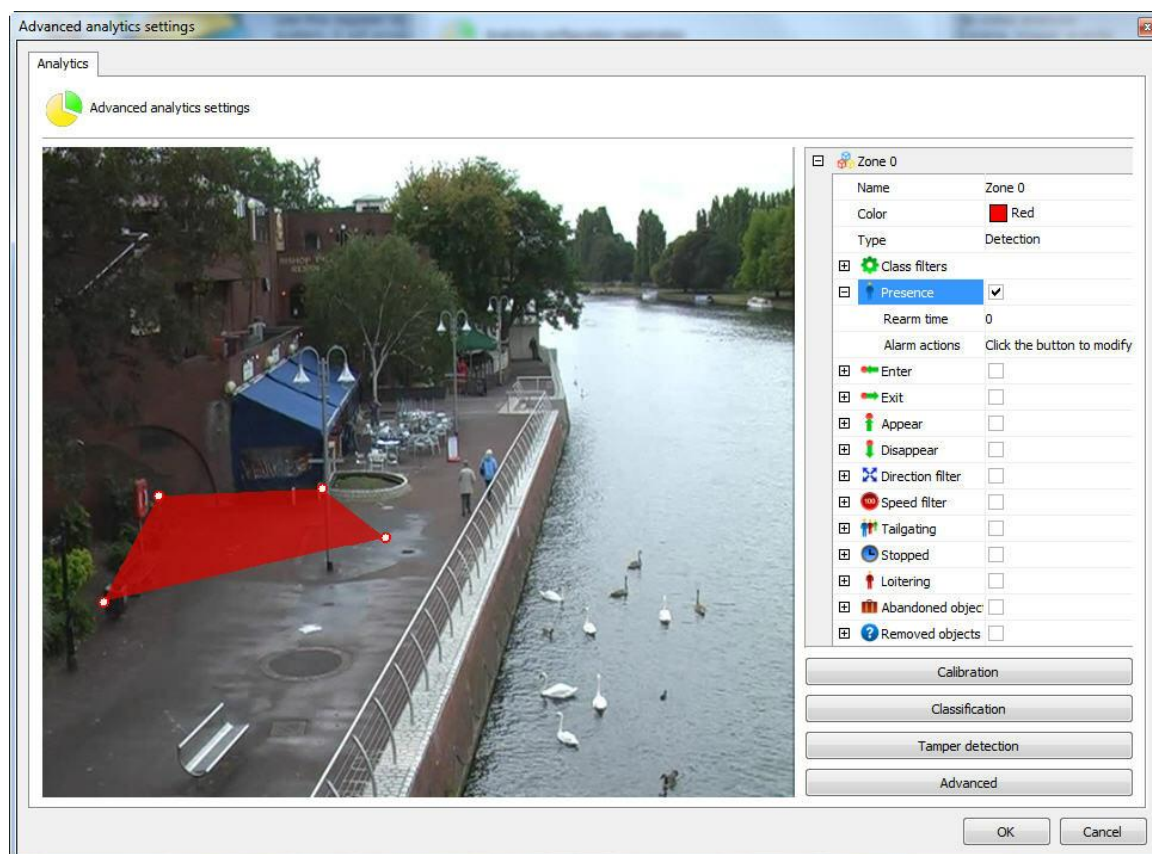 Advanced analytics settings
Analytics
Advanced analytics settings
Zone 0
Name Zone 0
Color Red
Type Detection
Class filters
Presence
Rearm time 0
Alarm actions Click the button to modify
Enter
Exit
Appear
Disappear
Direction filter
100 Speed filter
Tailgating
Stopped
Loitering
Abandoned objec
Removed objects
Calibration
Classification
Tamper detection
Advanced
OK Cancel